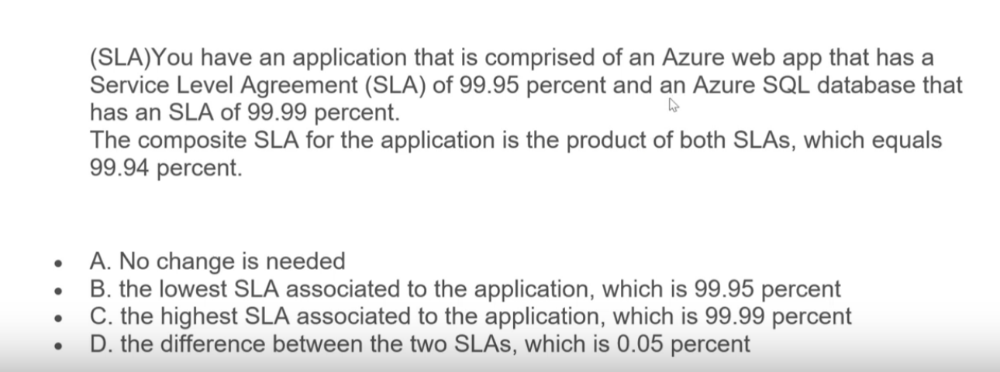 (SLA)You have an application that is comprised of an Azure web app that has a
Service Level Agreement (SLA) of 99.95 percent and an Azure SQL database that
has an SLA of 99.99 percent.
The composite SLA for the application is the product of both SLAs, which equals
99.94 percent.
• A. No change is needed
• B. the lowest SLA associated to the application, which is 99.95 percent
• C. the highest SLA associated to the application, which is 99.99 percent
• D. the difference between the two SLAs, which is 0.05 percent